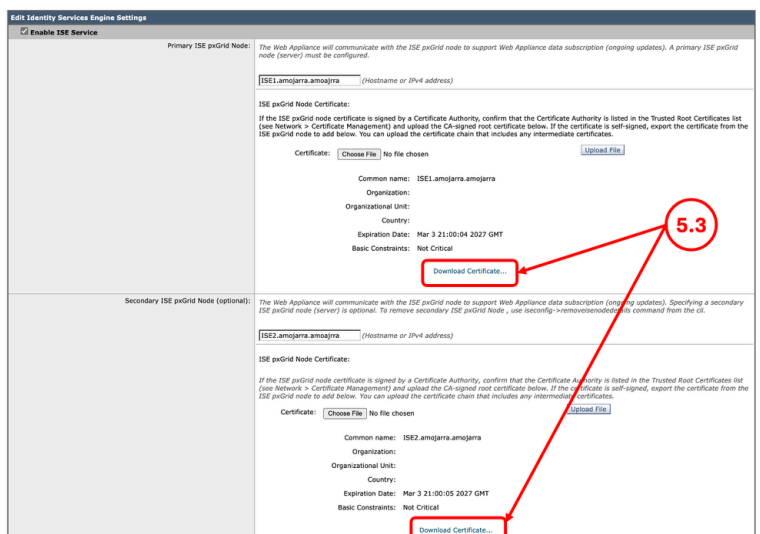 Edit Identity Services Engine Settings
Enable ISE Service
Primary ISE pxGrid Node:
The Web Appliance will communicate with the ISE pxGrid node to support Web Appliance data subscription (ongoing updates). A primary ISE pxGrid
node (server) must be configured.
ISE1.amojarra.amoajrra (Hostname or IPv4 address)
ISE pxGrid Node Certificate:
If the ISE pxGrid node certificate is signed by a Certificate Authority, confirm that the Certificate Authority is listed in the Trusted Root Certificates list
(see Network > Certificate Management) and upload the CA-signed root certificate below. If the certificate is self-signed, export the certificate from the
ISE pxGrid node to add below. You can upload the certificate chain that includes any intermediate certificates.
Certificate: Choose File No file chosen Upload File
Common name: ISE1.amojarra.amojarra
Organization:
Organizational Unit:
Country:
Expiration Date: Mar 3 21:00:04 2027 GMT
Basic Constraints: Not Critical
5.3
Download Certificate...
Secondary ISE pxGrid Node (optional):
The Web Appliance will communicate with the ISE pxGrid node to support Web Appliance data subscription (ongoing updates). Specifying a secondary
ISE pxGrid node (server) is optional. To remove secondary ISE pxGrid Node , use iseconfig->removeisenodedetails command from the cli.
ISE2.amojarra.amoajrra (Hostname or IPv4 address)
ISE pxGrid Node Certificate:
If the ISE pxGrid node certificate is signed by a Certificate Authority, confirm that the Certificate Authority is listed in the Trusted Root Certificates list
(see Network > Certificate Management) and upload the CA-signed root certificate below. If the certificate is self-signed, export the certificate from the
ISE pxGrid node to add below. You can upload the certificate chain that includes any intermediate certificates.
Certificate: Choose File No file chosen Upload File
Common name: ISE2.amojarra.amojarra
Organization:
Organizational Unit:
Country:
Expiration Date: Mar 3 21:00:05 2027 GMT
Basic Constraints: Not Critical
Download Certificate...